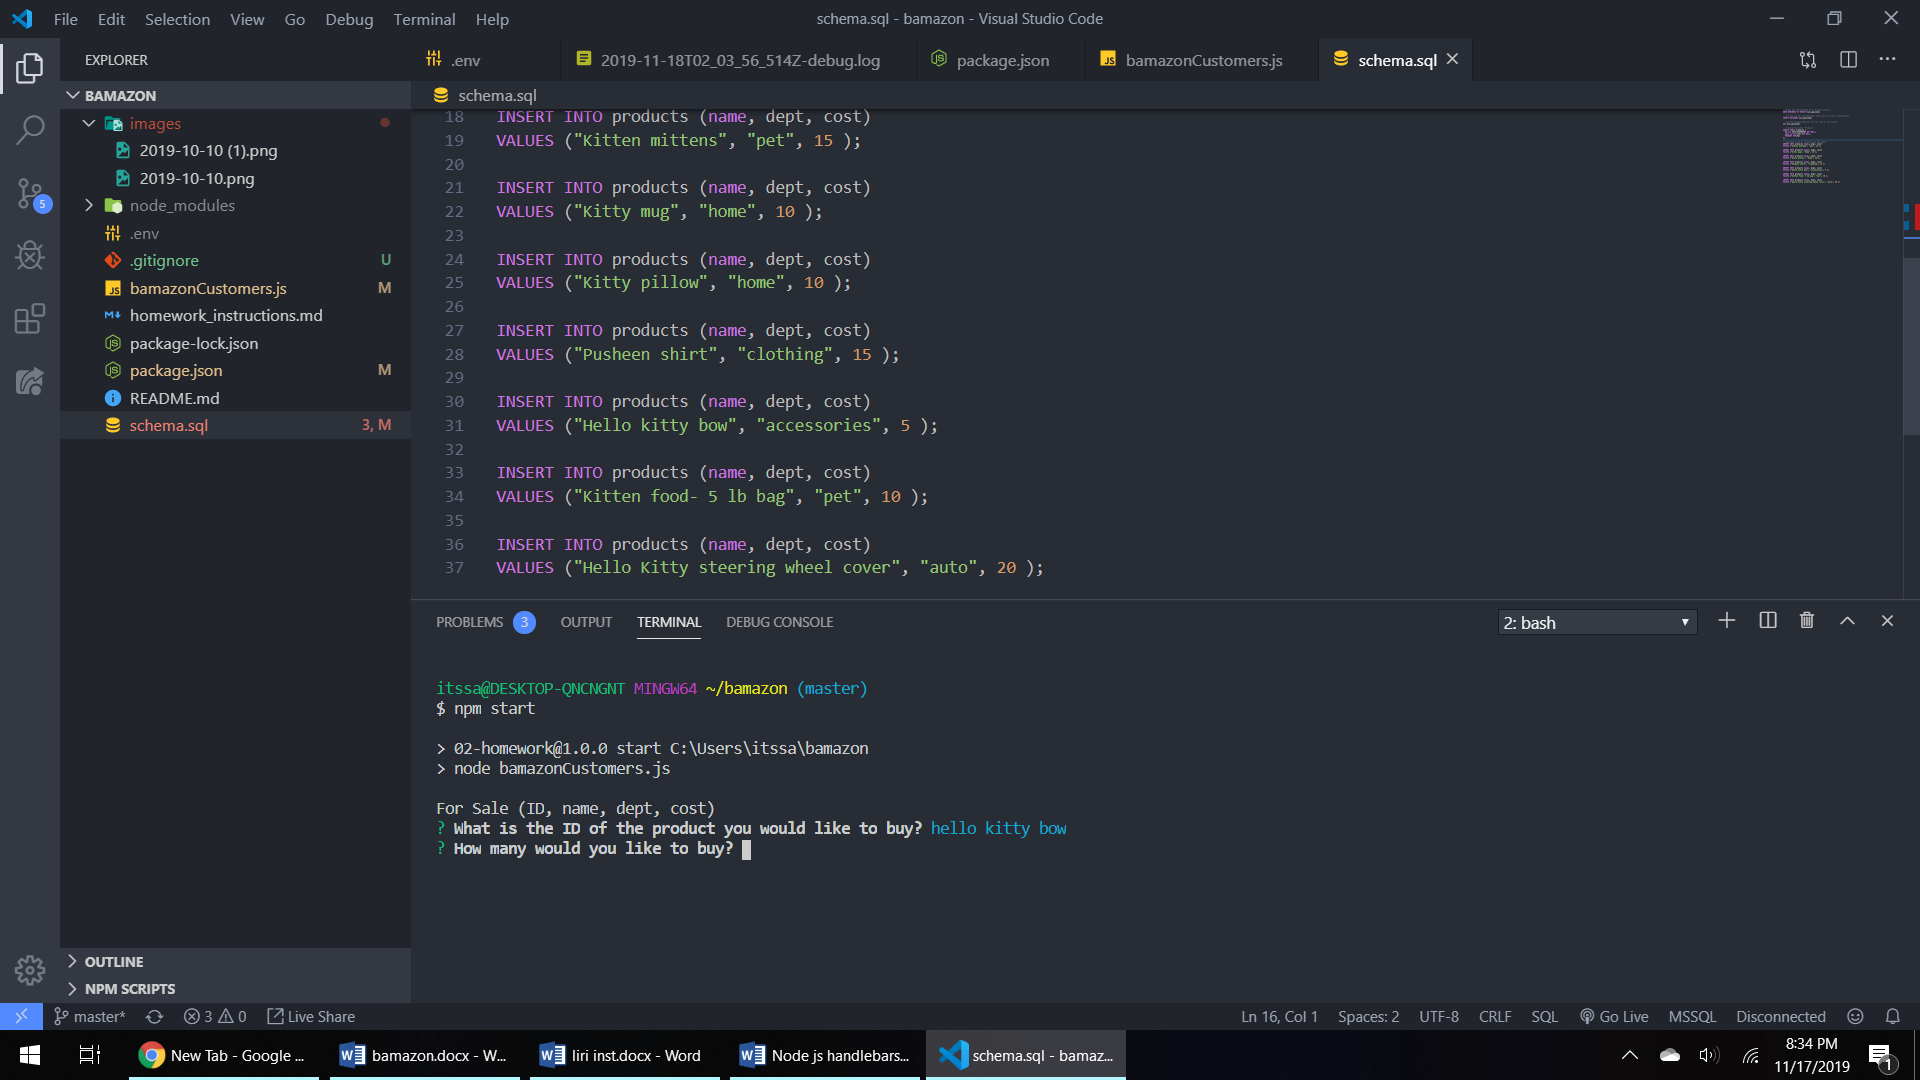 File Edit Selection View Go Debug Terminal Help
schema.sql - bamazon - Visual Studio Code
EXPLORER
BAMAZON
images
2019-10-10 (1).png
2019-10-10.png
node_modules
.env
.gitignore U
bamazonCustomers.js M
homework_instructions.md
package-lock.json
package.json M
README.md
schema.sql 3, M
OUTLINE
NPM SCRIPTS
5
.env 2019-11-18T02_03_56_514Z-debug.log package.json bamazonCustomers.js schema.sql
schema.sql
18 INSERT INTO products (name, dept, cost)
19 VALUES ("Kitten mittens", "pet", 15 );
20
21 INSERT INTO products (name, dept, cost)
22 VALUES ("Kitty mug", "home", 10 );
23
24 INSERT INTO products (name, dept, cost)
25 VALUES ("Kitty pillow", "home", 10 );
26
27 INSERT INTO products (name, dept, cost)
28 VALUES ("Pusheen shirt", "clothing", 15 );
29
30 INSERT INTO products (name, dept, cost)
31 VALUES ("Hello kitty bow", "accessories", 5 );
32
33 INSERT INTO products (name, dept, cost)
34 VALUES ("Kitten food- 5 lb bag", "pet", 10 );
35
36 INSERT INTO products (name, dept, cost)
37 VALUES ("Hello Kitty steering wheel cover", "auto", 20 );
PROBLEMS 3 OUTPUT TERMINAL DEBUG CONSOLE 2: bash
itssa@DESKTOP-QNCNGNT MINGW64 ~/bamazon (master)
$ npm start
> 02-homework@1.0.0 start C:\Users\itssa\bamazon
> node bamazonCustomers.js
For Sale (ID, name, dept, cost)
? What is the ID of the product you would like to buy? hello kitty bow
? How many would you like to buy?
master* 3 0 Live Share Ln 16, Col 1 Spaces: 2 UTF-8 CRLF SQL Go Live MSSQL Disconnected
New Tab - Google ... bamazon.docx - W... liri inst.docx - Word Node js handlebars... schema.sql - bamaz...
8:34 PM
11/17/2019
1